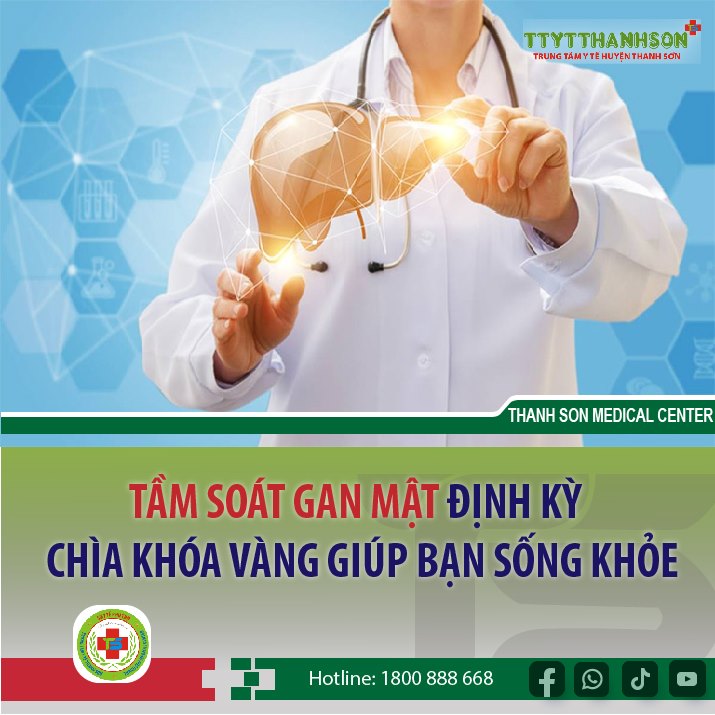 TTYTTHANHSON
TRUNG TÂM Y TẾ HUYỆN THANH SƠN
THANH SON MEDICAL CENTER
TẦM SOÁT GAN MẬT ĐỊNH KỲ
CHÌA KHÓA VÀNG GIÚP BẠN SỐNG KHỎE
TS
Hotline: 1800 888 668